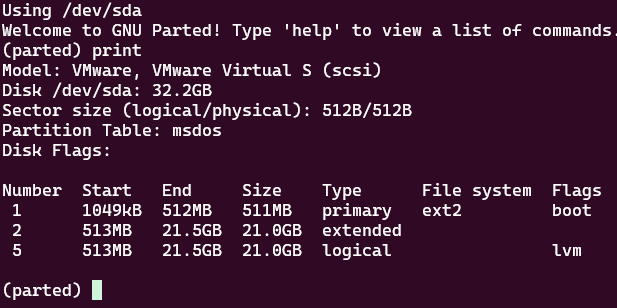 Using /dev/sda
Welcome to GNU Parted! Type 'help' to view a list of commands.
(parted) print
Model: VMware, VMware Virtual S (scsi)
Disk /dev/sda: 32.2GB
Sector size (logical/physical): 512B/512B
Partition Table: msdos
Disk Flags:

Number  Start   End     Size    Type      File system  Flags
 1      1049kB  512MB   511MB   primary   ext2         boot
 2      513MB   21.5GB  21.0GB  extended
 5      513MB   21.5GB  21.0GB  logical                lvm

(parted)